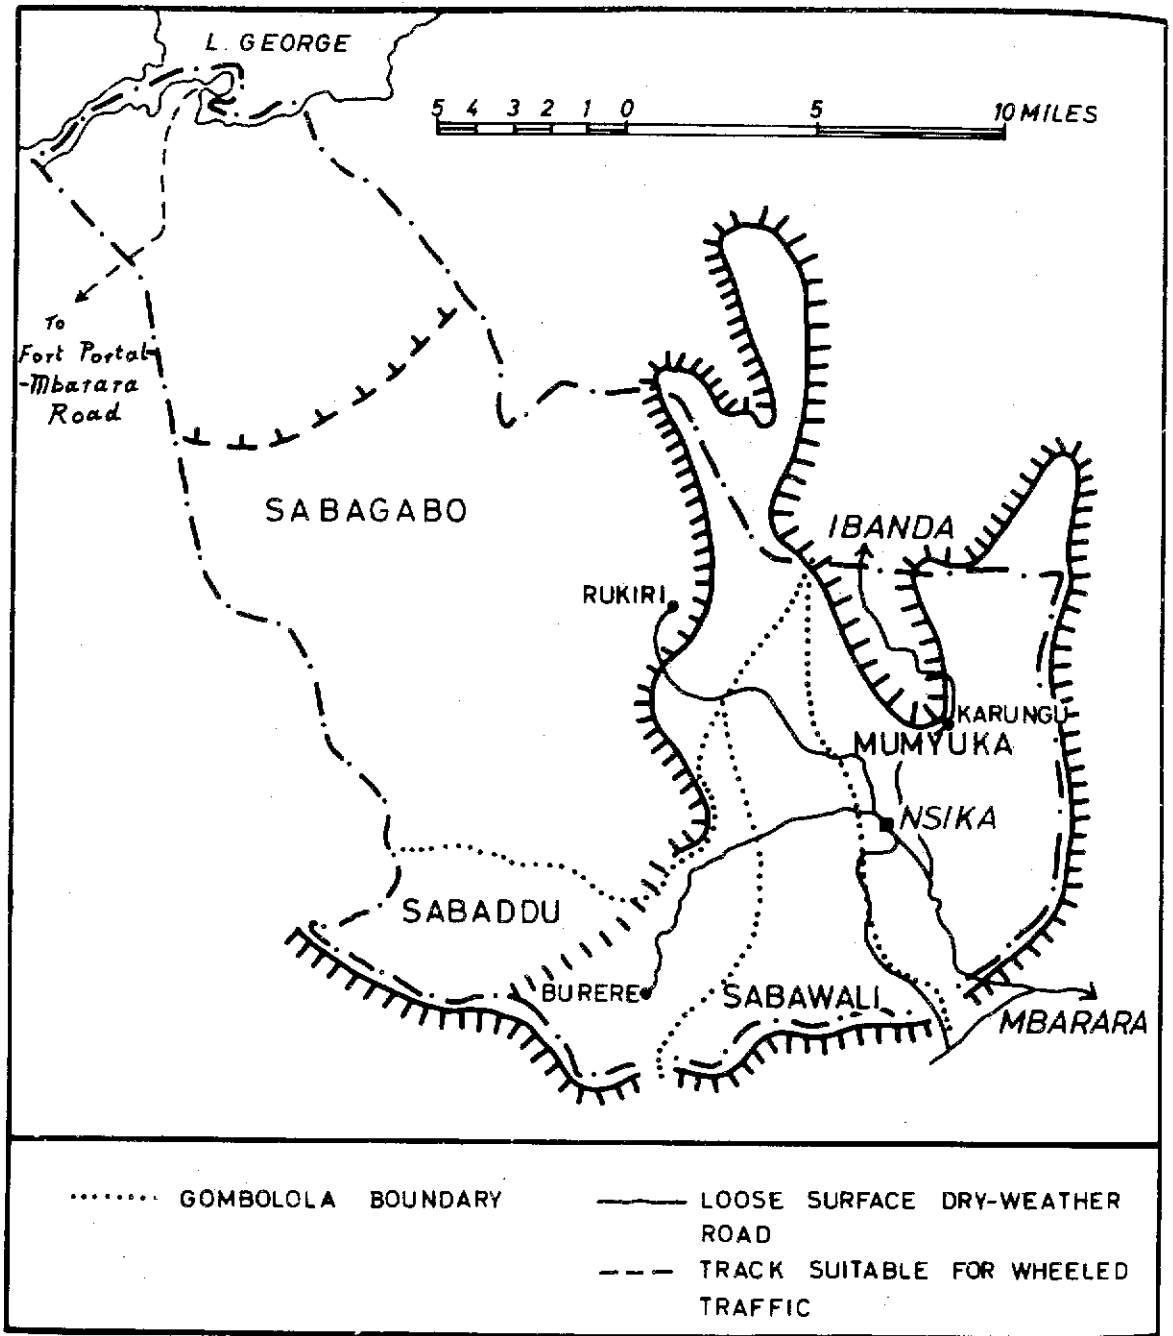 L. GEORGE
5 4 3 2 1 0 5 10 MILES
To
Fort Portal
-Mbarara
Road
SABAGABO
IBANDA
RUKIRI
KARUNGU
MUMYUKA
NSIKA
SABADDU
BURERE
SABAWALI
MBARARA
GOMBOLOLA BOUNDARY
LOOSE SURFACE DRY-WEATHER
ROAD
TRACK SUITABLE FOR WHEELED
TRAFFIC